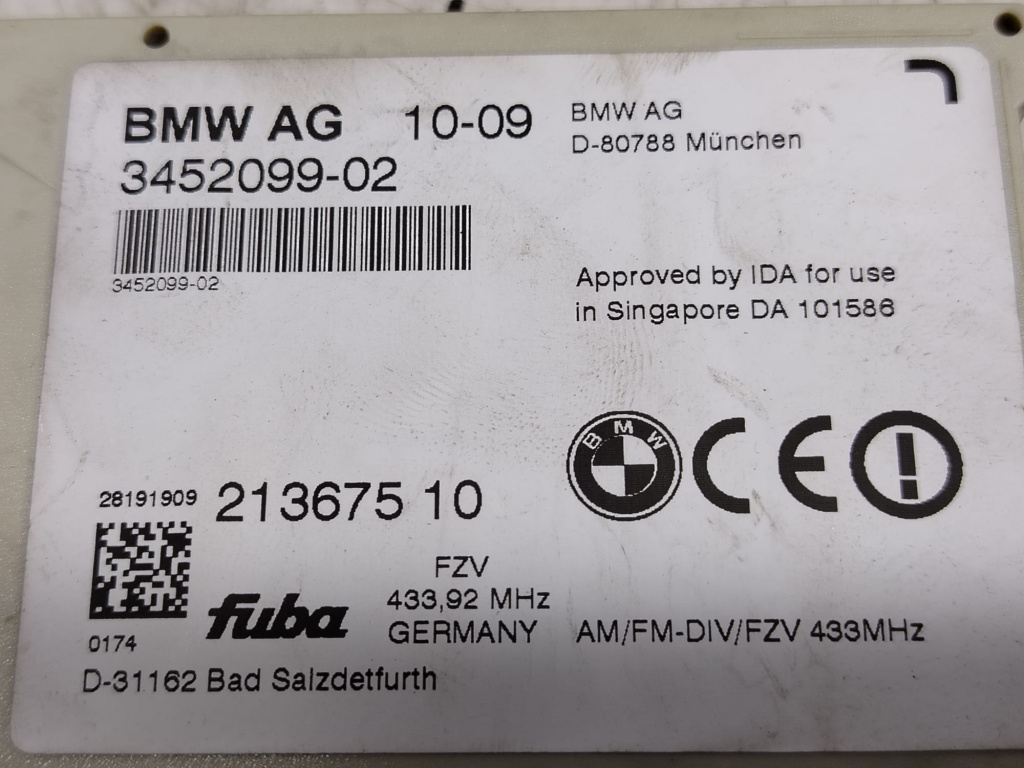 BMW AG 10-09
3452099-02
3452099-02
BMW AG
D-80788 München
Approved by IDA for use
in Singapore DA 101586
BMW
CE
28191909 213675 10
FZV
433,92 MHz
GERMANY
fuba
0174
D-31162 Bad Salzdetfurth
AM/FM-DIV/FZV 433MHz